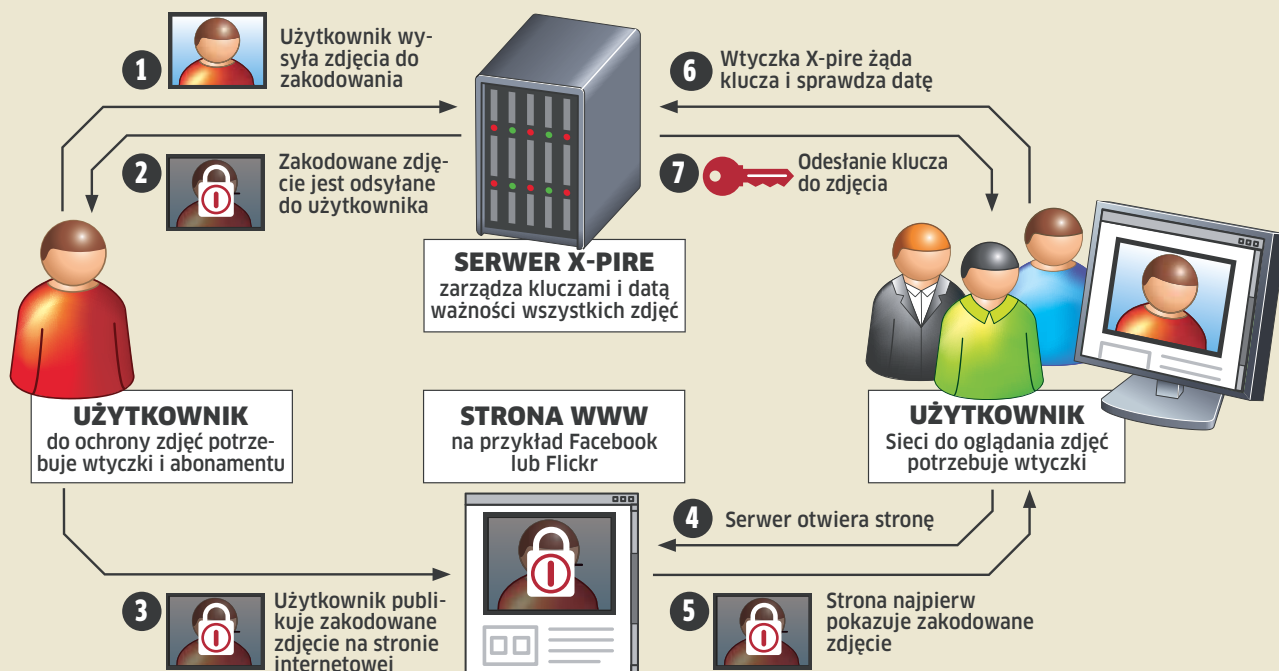 1
Użytkownik wy-
syła zdjęcia do
zakodowania
2
Zakodowane zdję-
cie jest odsyłane
do użytkownika
6
Wtyczka X-pire żąda
klucza i sprawdza datę
7
Odesłanie klucza
do zdjęcia
SERWER X-PIRE
zarządza kluczami i datą
ważności wszystkich zdjęć
UŻYTKOWNIK
do ochrony zdjęć potrze-
buje wtyczki i abonamentu
STRONA WWW
na przykład Facebook
lub Flickr
UŻYTKOWNIK
Sieci do oglądania zdjęć
potrzebuje wtyczki
4
Serwer otwiera stronę
3
Użytkownik publi-
kuje zakodowane
zdjęcie na stronie
internetowej
5
Strona najpierw
pokazuje zakodowane
zdjęcie